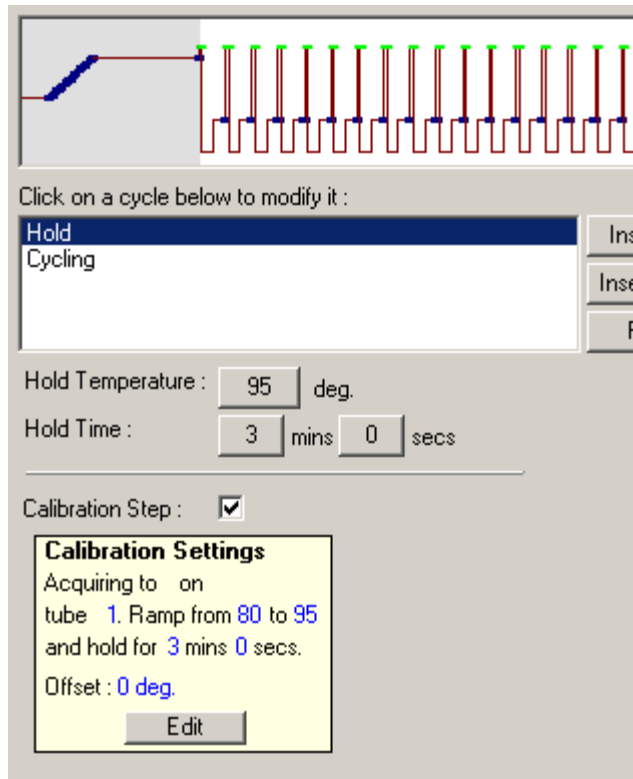 Click on a cycle below to modify it :
Hold
Cycling
Ins
Inse
Hold Temperature : 95 deg.
Hold Time : 3 mins 0 secs
Calibration Step :
Calibration Settings
Acquiring to on
tube 1. Ramp from 80 to 95
and hold for 3 mins 0 secs.
Offset : 0 deg.
Edit